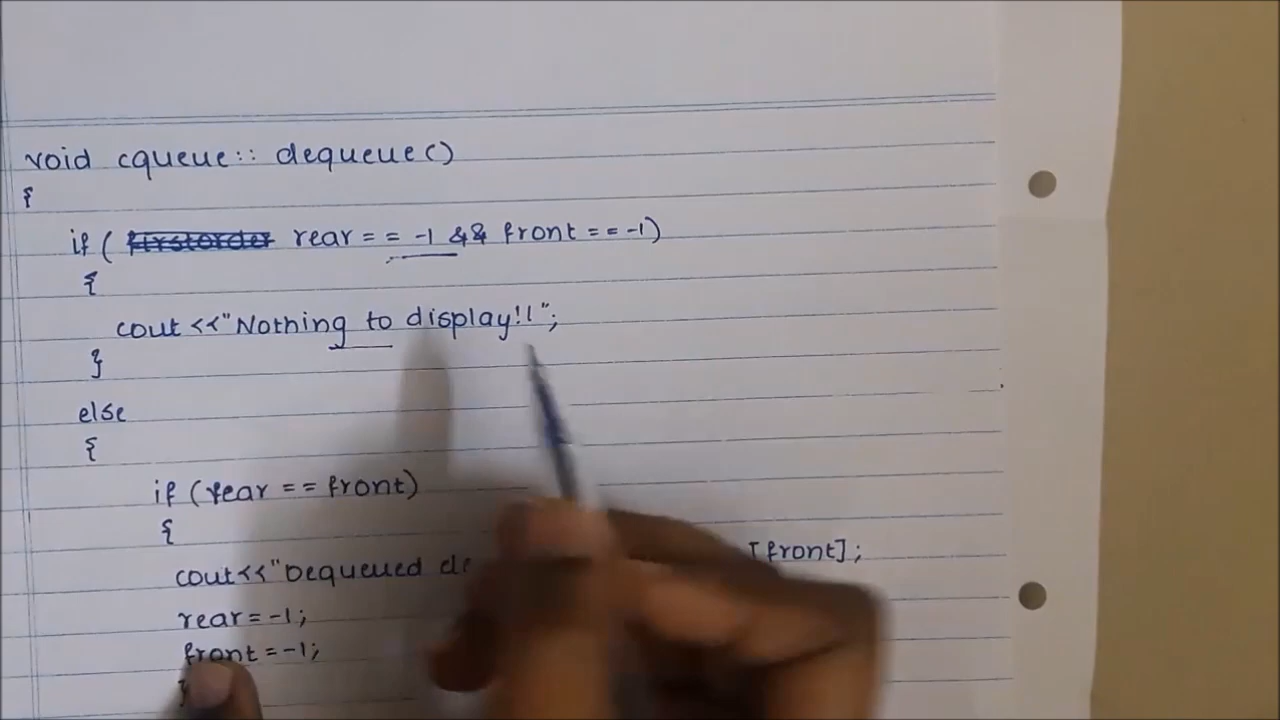 void cqueue:: dequeue()
{
if ( rear == -1 && front == -1)
{
cout <<"Nothing to display!!";
}
else
{
if (rear == front)
{
cout<<"Dequeued [front];
rear=-1;
front=-1;
}